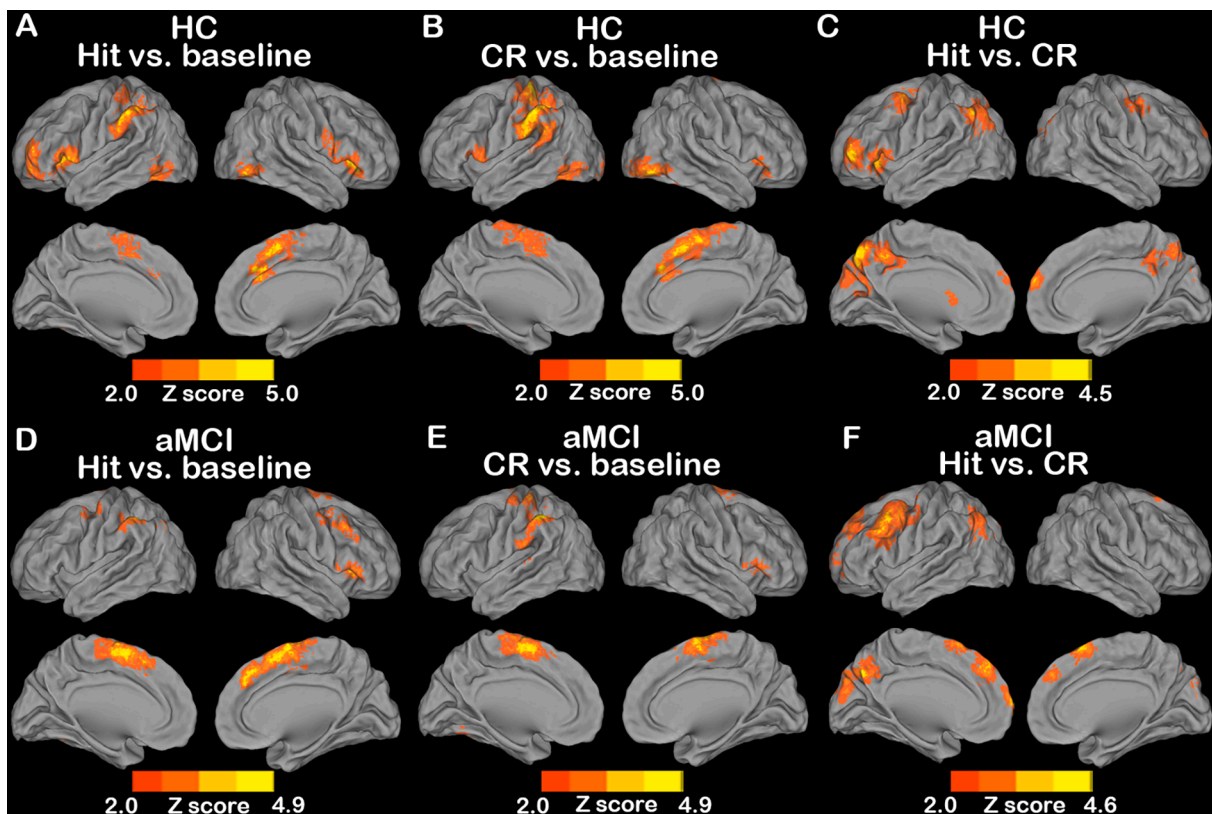 A
HC
Hit vs. baseline
B
HC
CR vs. baseline
C
HC
Hit vs. CR
2.0 Z score 5.0
2.0 Z score 5.0
2.0 Z score 4.5
D
aMCI
Hit vs. baseline
E
aMCI
CR vs. baseline
F
aMCI
Hit vs. CR
2.0 Z score 4.9
2.0 Z score 4.9
2.0 Z score 4.6